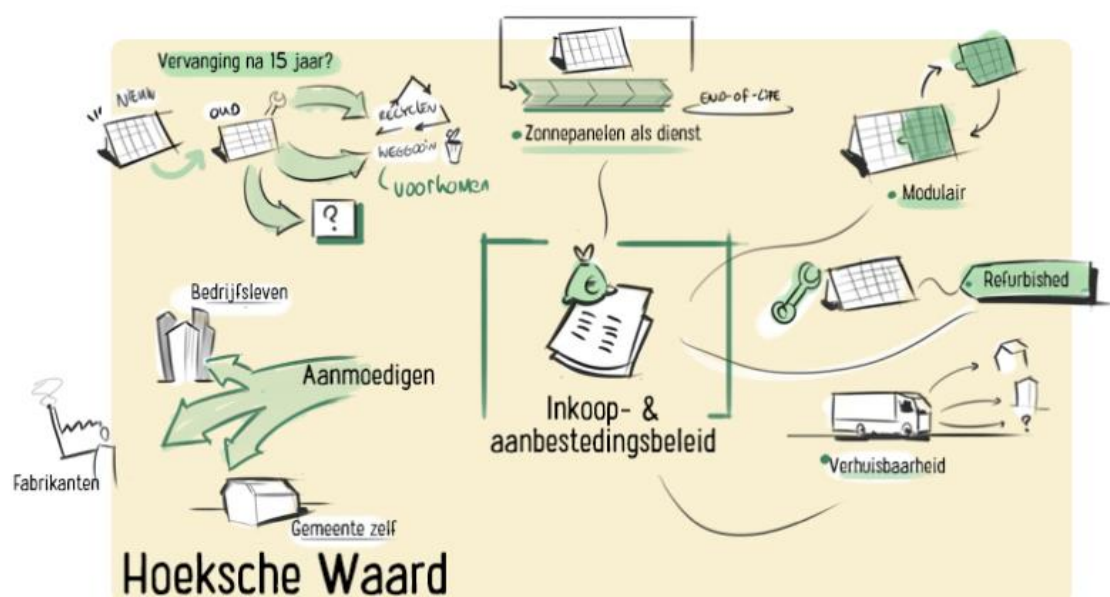 Vervanging na 15 jaar?
NIEUW
OUD
RECYCLEN
WEGGOOIN
VOORKOMEN
?
END-OF-LIFE
Zonnepanelen als dienst
Modulair
Refurbished
Bedrijfsleven
Aanmoedigen
Fabrikanten
Gemeente zelf
€
Inkoop- &
aanbestedingsbeleid
?
Verhuisbaarheid
Hoeksche Waard